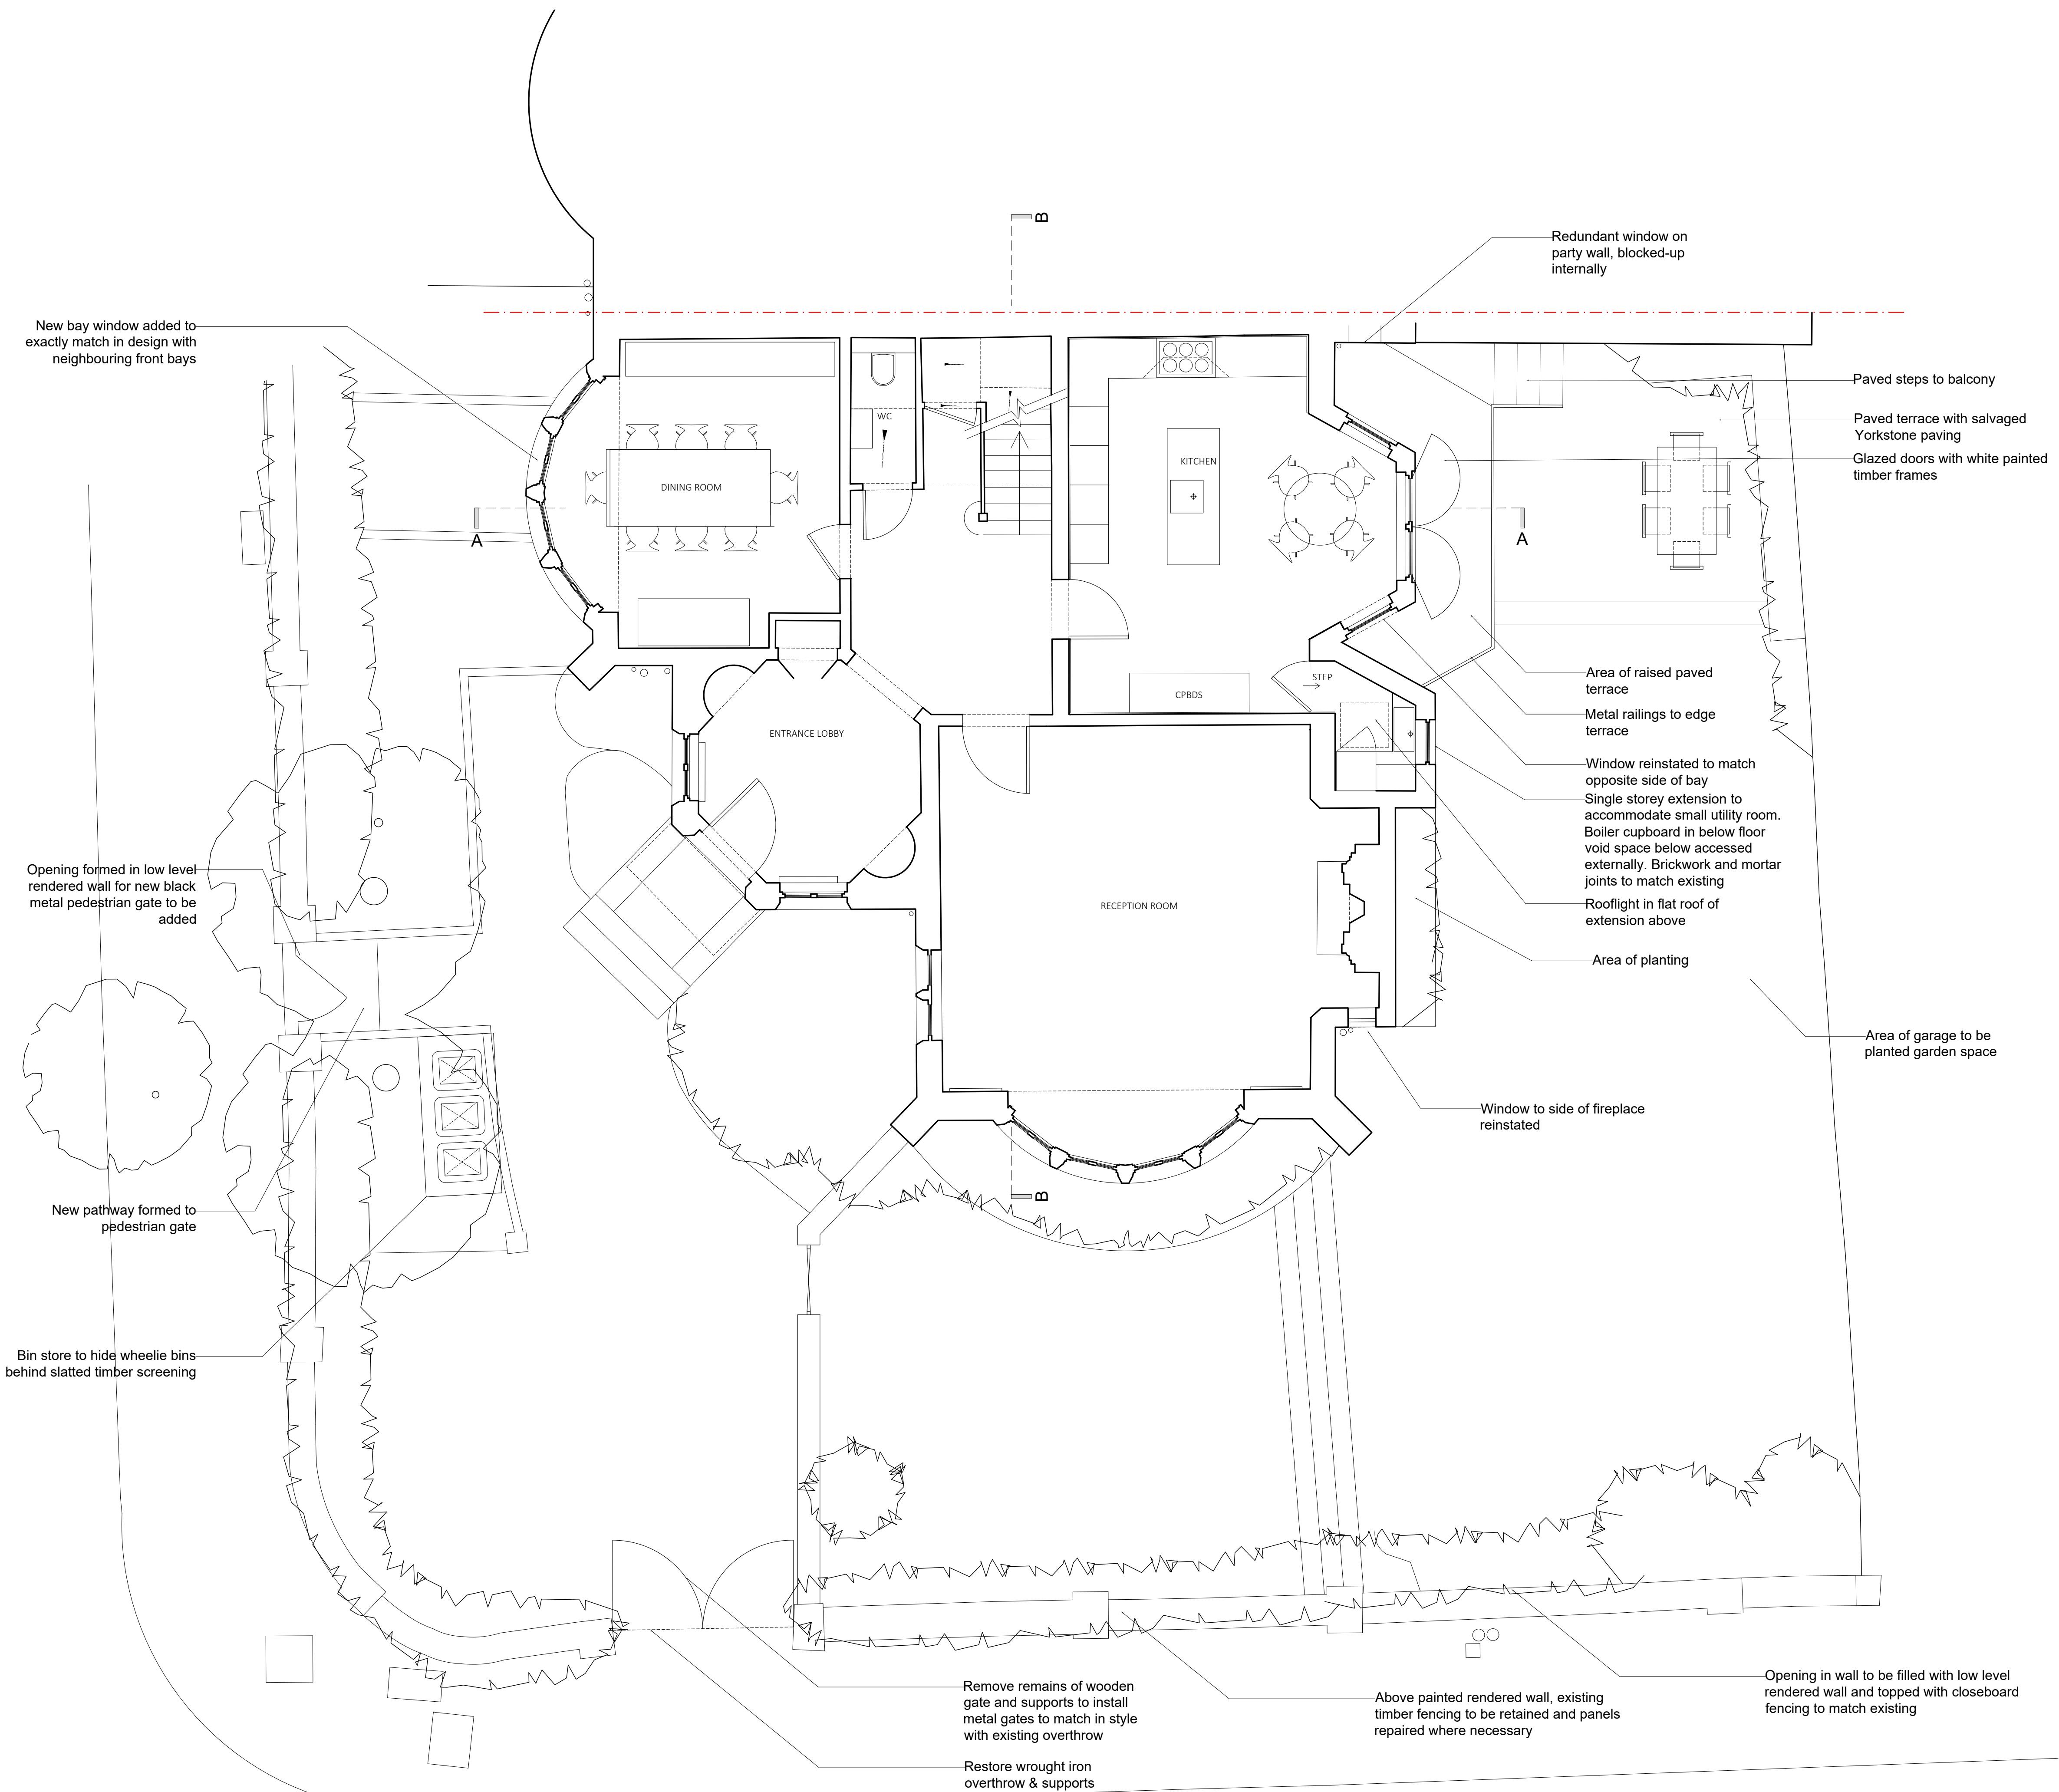 B
Redundant window on
party wall, blocked-up
internally
New bay window added to
exactly match in design with
neighbouring front bays
Paved steps to balcony
Paved terrace with salvaged
Yorkstone paving
Glazed doors with white painted
timber frames
WC
KITCHEN
DINING ROOM
A
A
STEP
CPBDS
ENTRANCE LOBBY
Area of raised paved
terrace
Metal railings to edge
terrace
Window reinstated to match
opposite side of bay
Single storey extension to
accommodate small utility room.
Boiler cupboard in below floor
void space below accessed
externally. Brickwork and mortar
joints to match existing
Rooflight in flat roof of
extension above
Opening formed in low level
rendered wall for new black
metal pedestrian gate to be
added
RECEPTION ROOM
Area of planting
Area of garage to be
planted garden space
Window to side of fireplace
reinstated
B
New pathway formed to
pedestrian gate
Bin store to hide wheelie bins
behind slatted timber screening
Remove remains of wooden
gate and supports to install
metal gates to match in style
with existing overthrow
Above painted rendered wall, existing
timber fencing to be retained and panels
repaired where necessary
Opening in wall to be filled with low level
rendered wall and topped with closeboard
fencing to match existing
Restore wrought iron
overthrow & supports